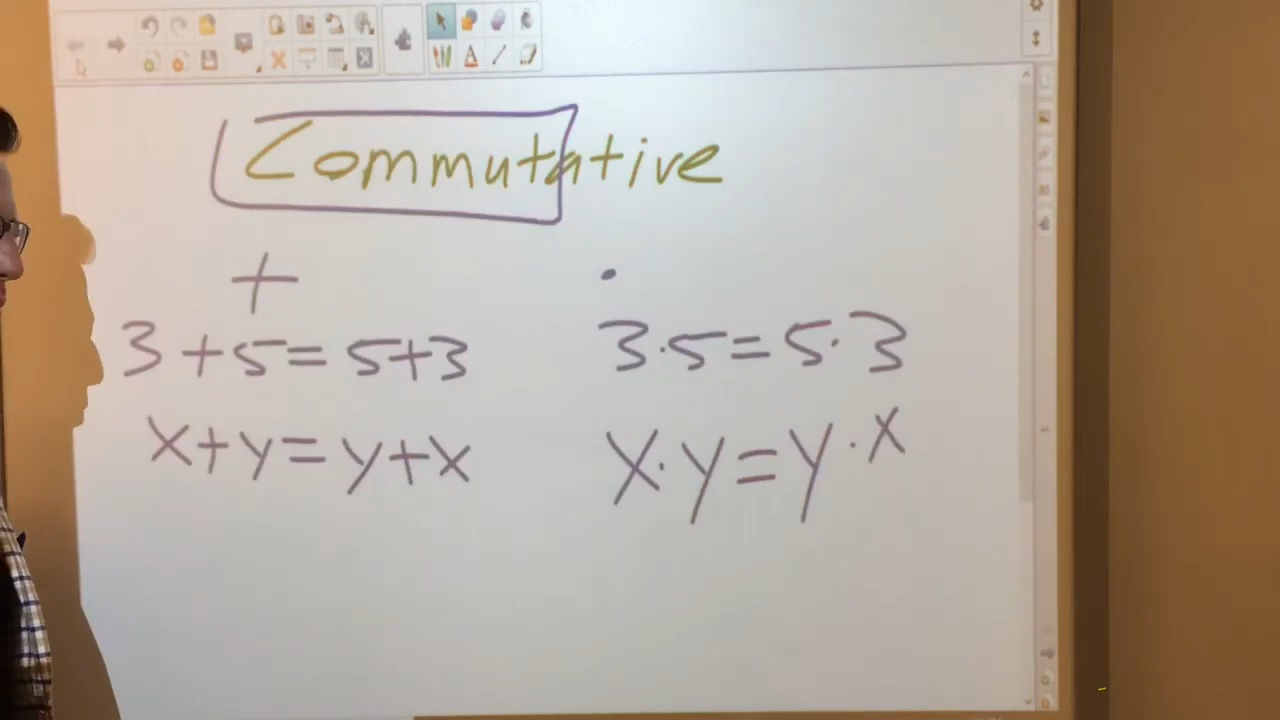 Commutative
+ •
3+5=5+3 3·5=5·3
x+y=y+x x·y=y·x